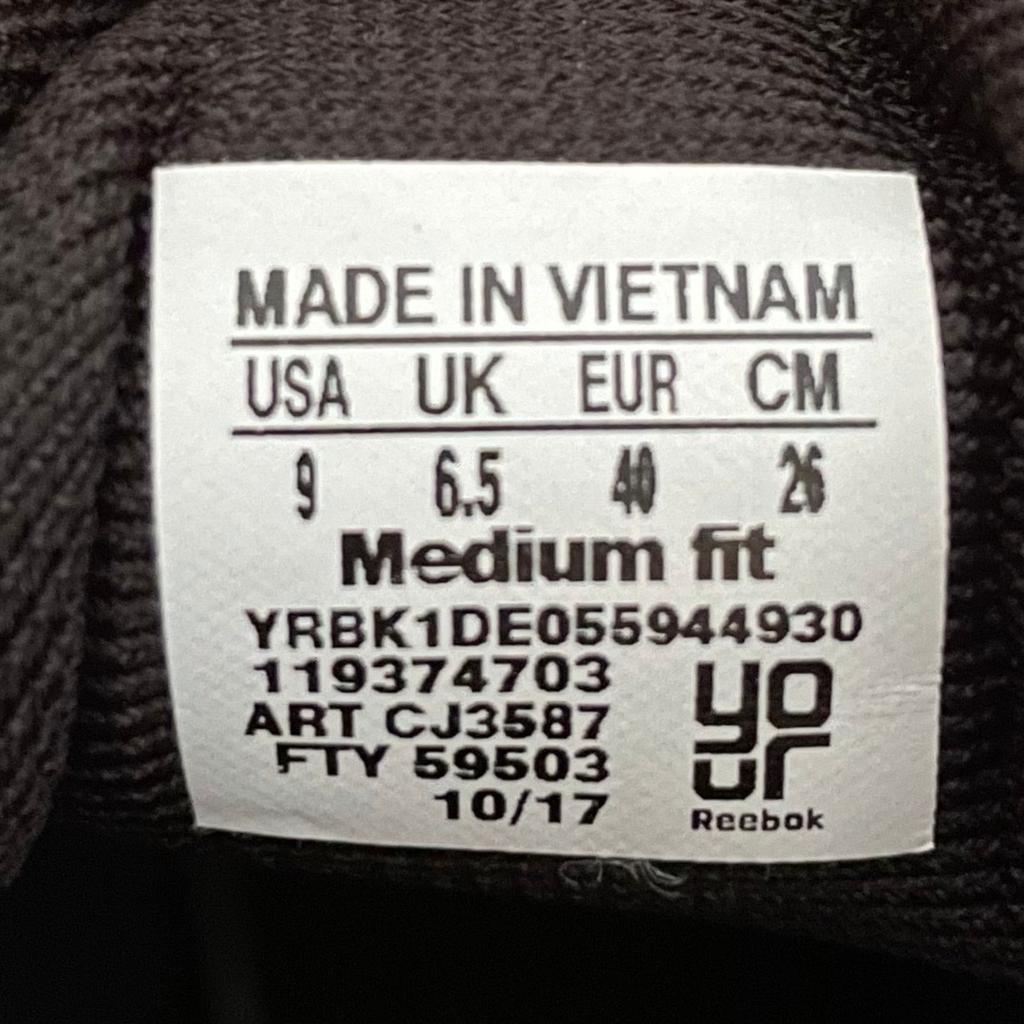 MADE IN VIETNAM
USA UK EUR CM
9 6.5 40 26
Medium fit
YRBK1DE055944930
119374703
ART CJ3587
FTY 59503
10/17
yo
ur
Reebok